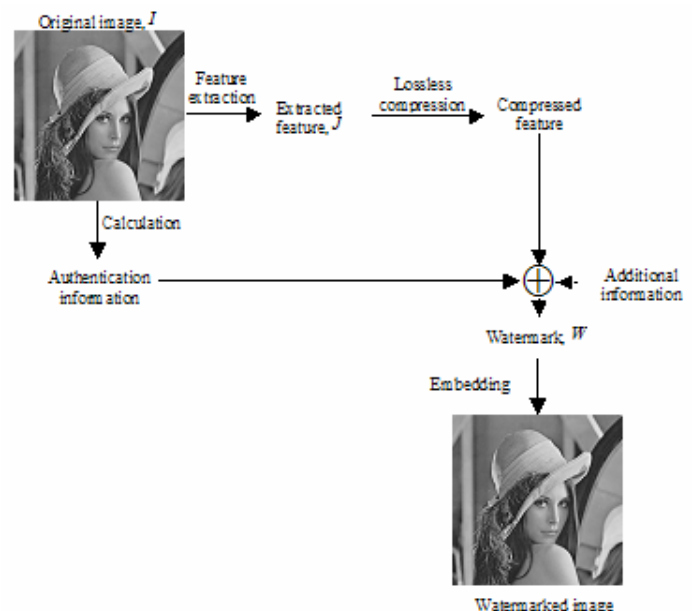 Original image, I
Feature
extraction
Extracted
feature, J
Lossless
compression
Compressed
feature
Calculation
Authentication
information
Additional
information
Watermark, W
Embedding
Watermarked image